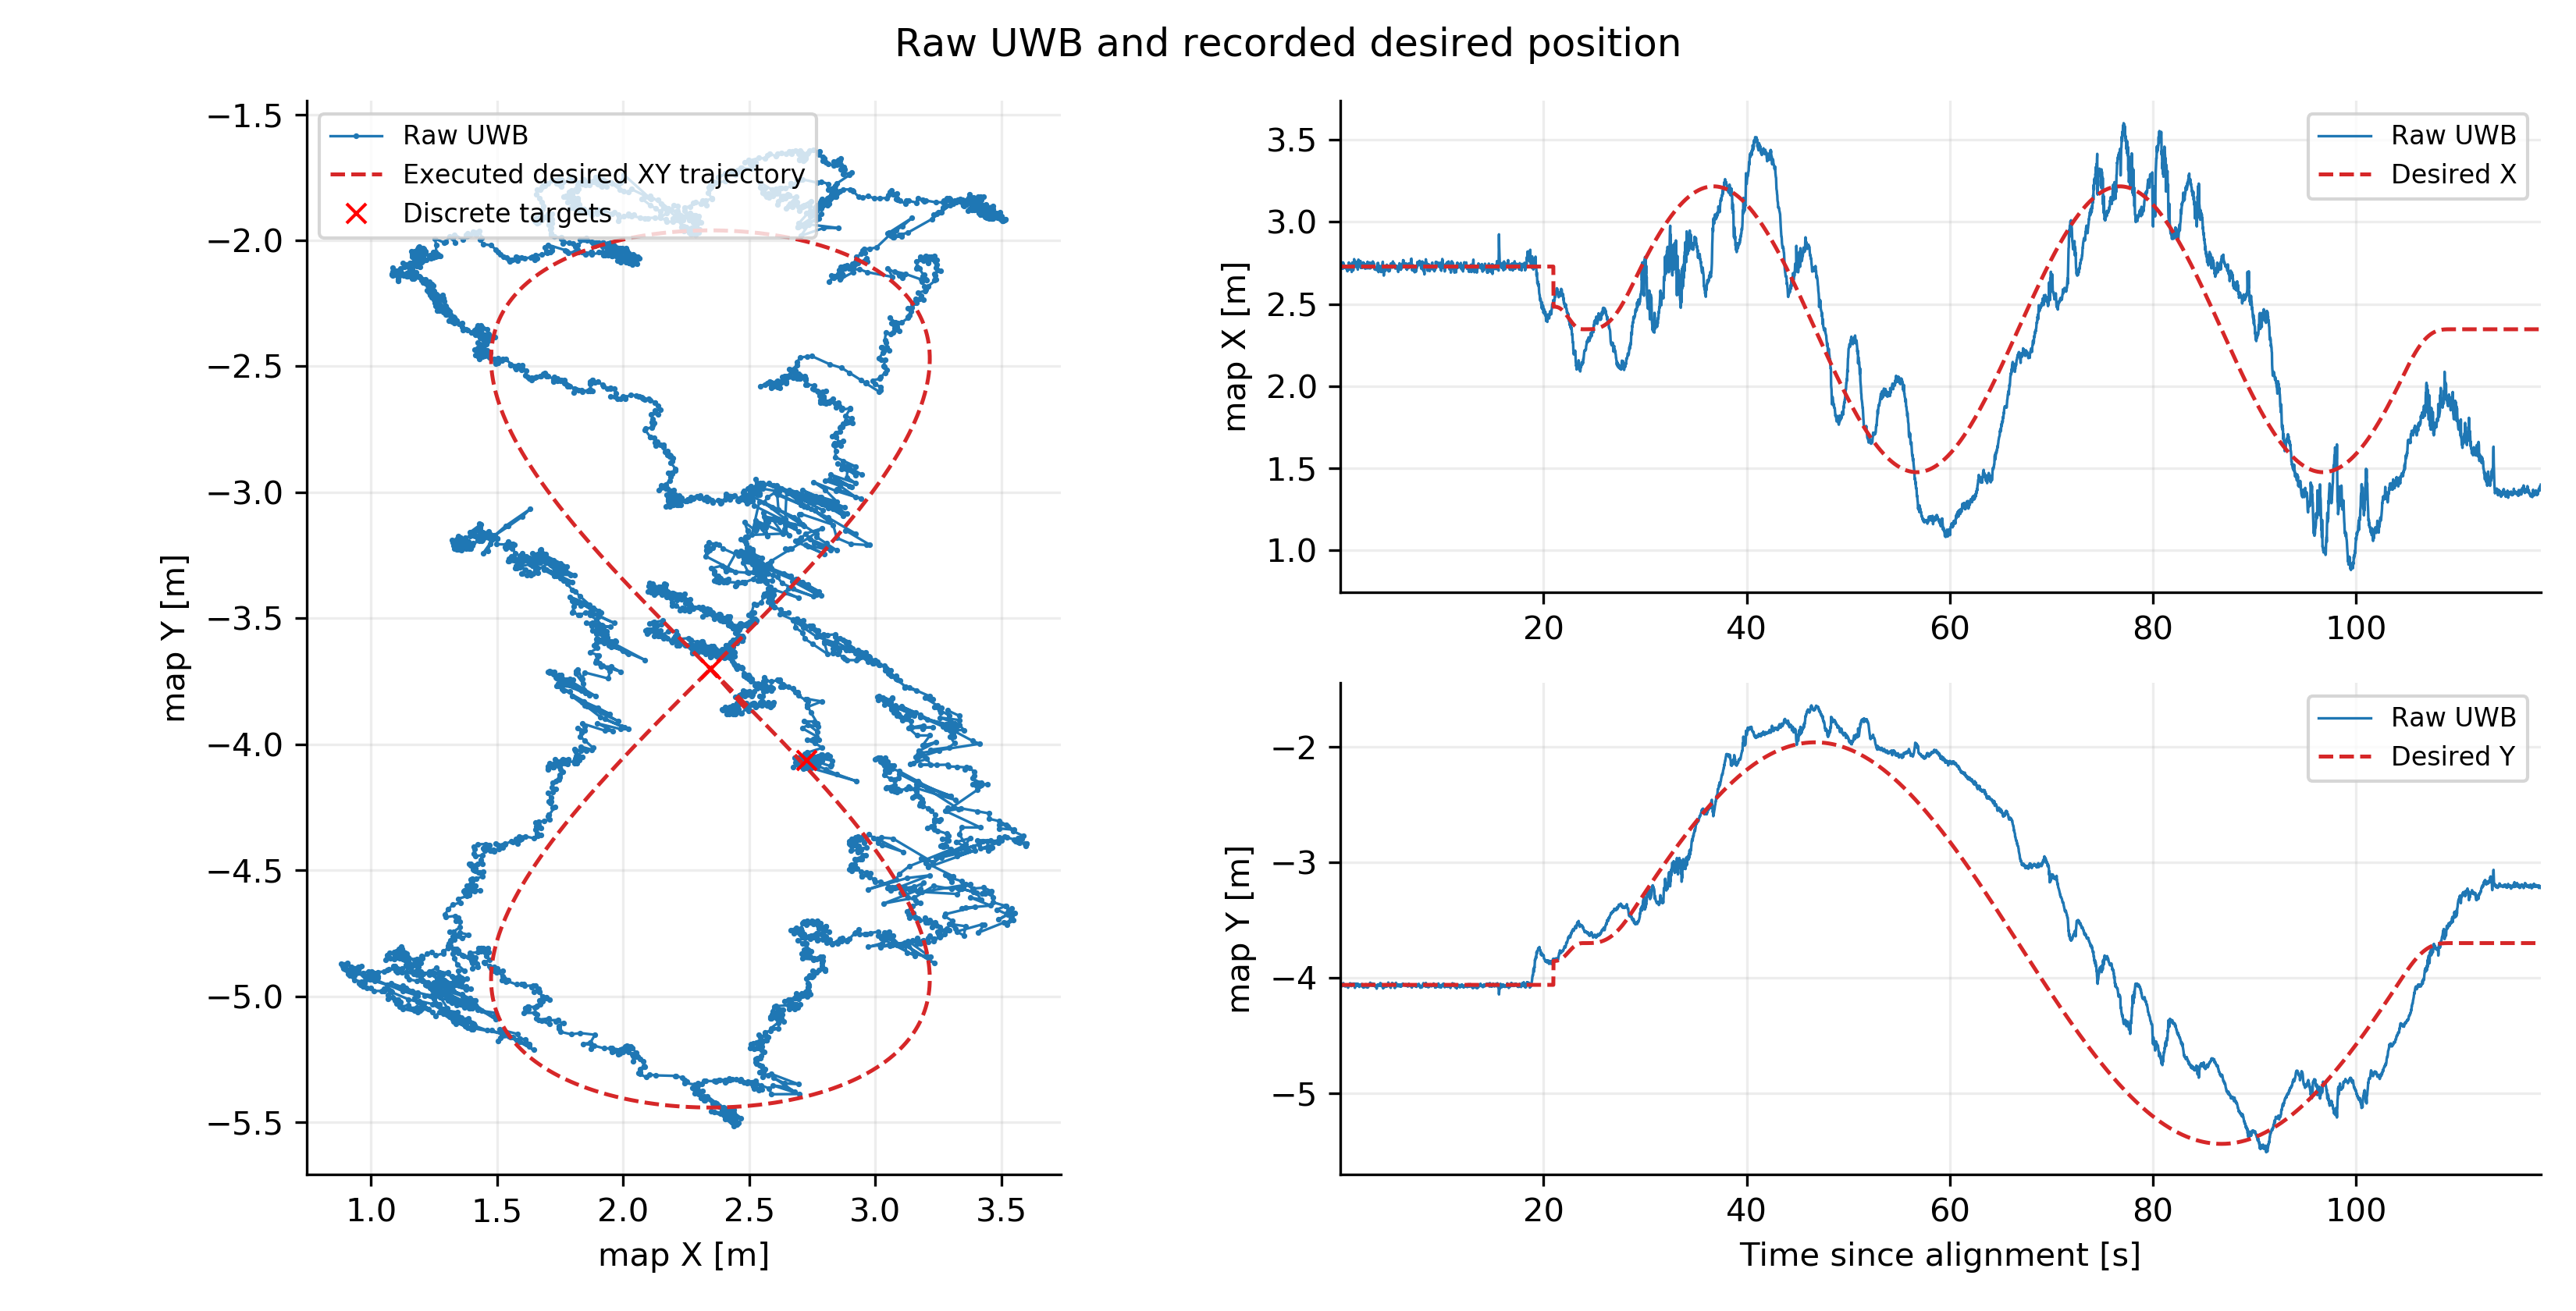 Raw UWB and recorded desired position
−1.5
−2.0
−2.5
−3.0
−3.5
−4.0
−4.5
−5.0
−5.5
map Y [m]
Raw UWB
Executed desired XY trajectory
Discrete targets
1.0 1.5 2.0 2.5 3.0 3.5
map X [m]
3.5
3.0
2.5
2.0
1.5
1.0
map X [m]
Raw UWB
Desired X
20 40 60 80 100
−2
−3
−4
−5
map Y [m]
Raw UWB
Desired Y
20 40 60 80 100
Time since alignment [s]